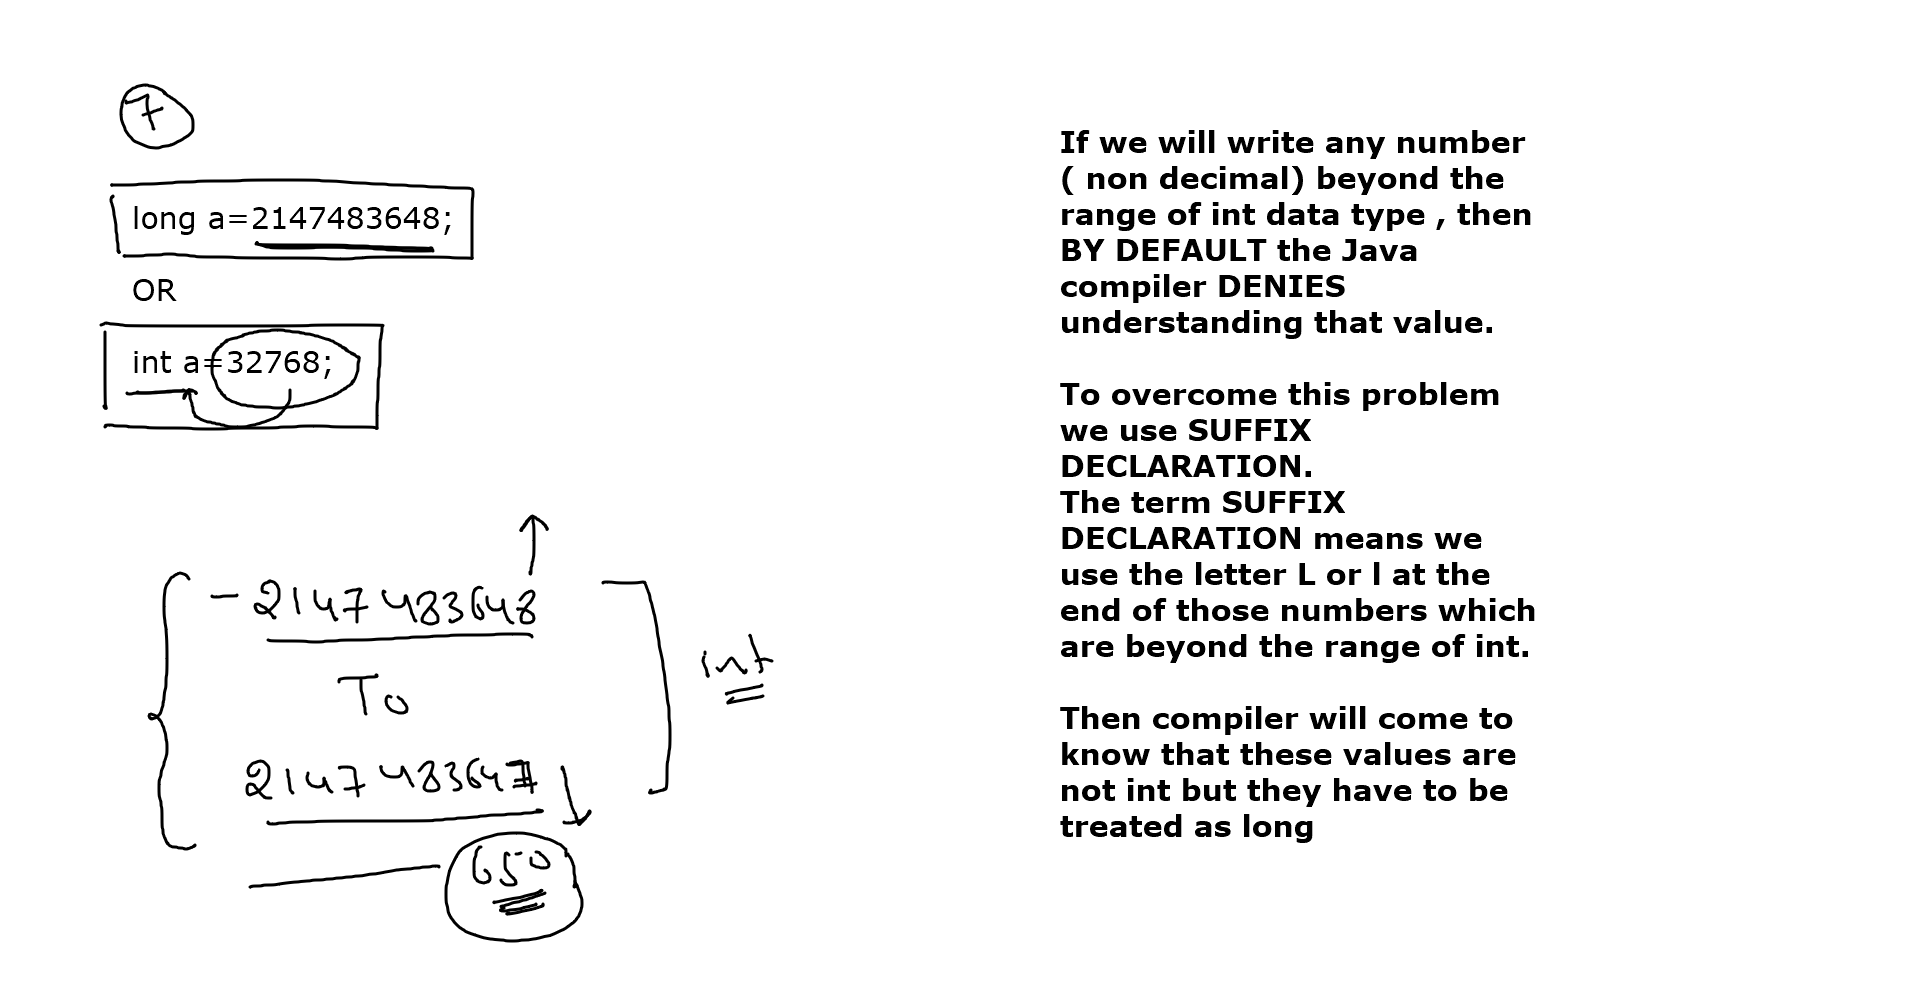 7
long a=2147483648;
OR
int a=32768;
-2147483648
To
2147483647
int
650
If we will write any number
( non decimal) beyond the
range of int data type , then
BY DEFAULT the Java
compiler DENIES
understanding that value.
To overcome this problem
we use SUFFIX
DECLARATION.
The term SUFFIX
DECLARATION means we
use the letter L or l at the
end of those numbers which
are beyond the range of int.
Then compiler will come to
know that these values are
not int but they have to be
treated as long